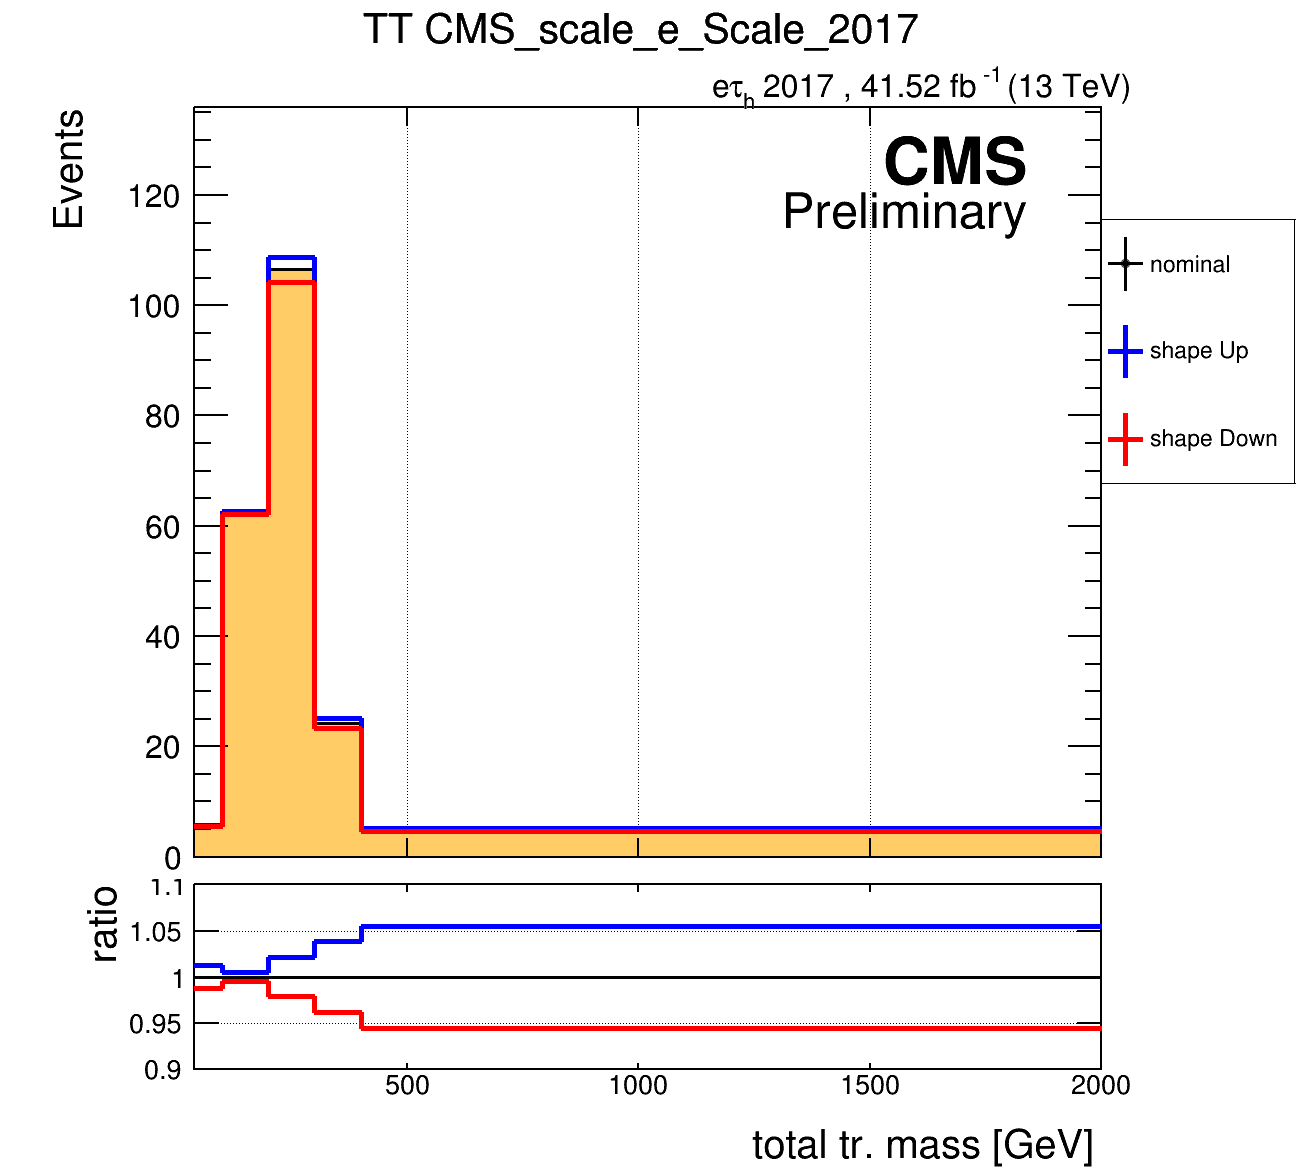 TT CMS_scale_e_Scale_2017
eτh 2017 , 41.52 fb -1 (13 TeV)
Events
CMS
Preliminary
120
100
80
60
40
20
0
nominal
shape Up
shape Down
ratio
1.1
1.05
1
0.95
0.9
500 1000 1500 2000
total tr. mass [GeV]